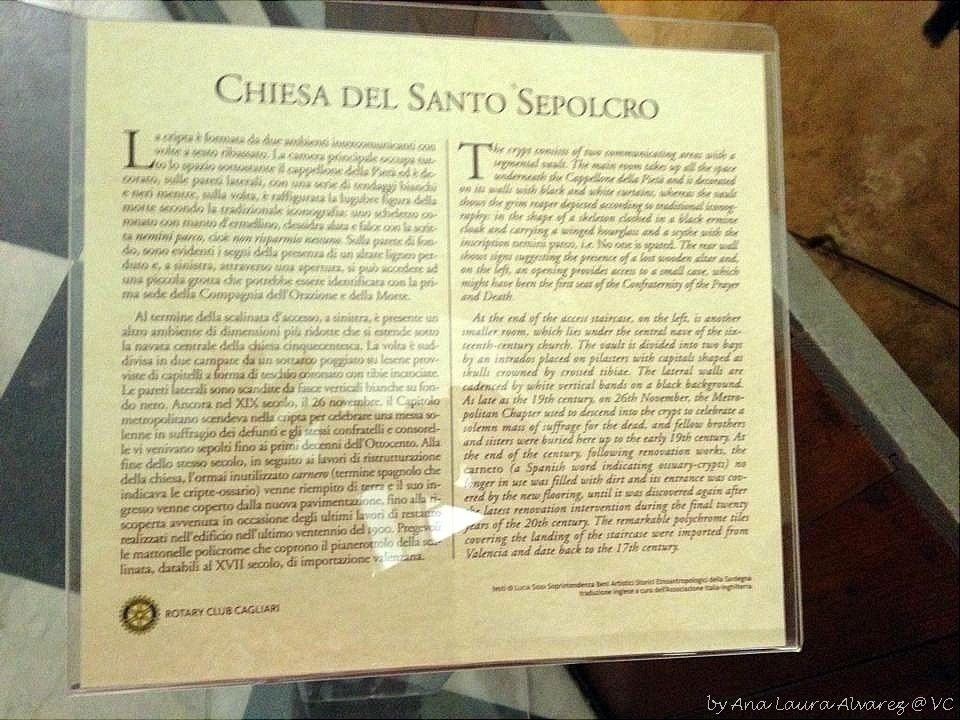 CHIESA DEL SANTO SEPOLCRO
La cripta è formata da due ambienti intercomunicanti con
volte a sesto ribassato. La camera principale occupa tut-
to lo spazio sottostante il cappellone della Pietà ed è de-
corato, sulle pareti laterali, con una serie di tendaggi bianchi
e neri mentre, sulla volta, è raffigurata la lugubre figura della
morte secondo la tradizionale iconografia: uno scheletro co-
ronato con manto d'ermellino, clessidra alata e falce con la scrit-
ta nemini parco, cioè non risparmio nessuno. Sulla parete di fon-
do, sono evidenti i segni della presenza di un altare ligneo per-
duto e, a sinistra, attraverso una apertura, si può accedere ad
una piccola grotta che potrebbe essere identificata con la pri-
ma sede della Compagnia dell'Orazione e della Morte.
Al termine della scalinata d'accesso, a sinistra, è presente un
altro ambiente di dimensioni più ridotte che si estende sotto
la navata centrale della chiesa cinquecentesca. La volta è sud-
divisa in due campate da un sottarco poggiato su lesene prov-
viste di capitelli a forma di teschio coronato con tibie incrociate.
Le pareti laterali sono scandite da fasce verticali bianche su fon-
do nero. Ancora nel XIX secolo, il 26 novembre, il Capitolo
metropolitano scendeva nella cripta per celebrare una messa so-
lenne in suffragio dei defunti e gli stessi confratelli e consorel-
le vi venivano sepolti fino ai primi decenni dell'Ottocento. Alla
fine dello stesso secolo, in seguito ai lavori di ristrutturazione
della chiesa, l'ormai inutilizzato carnero (termine spagnolo che
indicava le cripte-ossario) venne riempito di terra e il suo in-
gresso venne coperto dalla nuova pavimentazione, fino alla ri-
scoperta avvenuta in occasione degli ultimi lavori di restauro
realizzati nell'edificio nell'ultimo ventennio del 1900. Pregevoli
le mattonelle policrome che coprono il pianerottolo della sca-
linata, databili al XVII secolo, di importazione valenzana.
The crypt consists of two communicating areas with a
segmental vault. The main room takes up all the space
underneath the Cappellone della Pietà and is decorated
on its walls with black and white curtains, whereas the vault
shows the grim reaper depicted according to traditional iconog-
raphy: in the shape of a skeleton clothed in a black ermine
cloak and carrying a winged hourglass and a scythe with the
inscription nemini parco, i.e. No one is spared. The rear wall
shows signs suggesting the presence of a lost wooden altar and,
on the left, an opening provides access to a small cave, which
might have been the first seat of the Confraternity of the Prayer
and Death.
At the end of the access staircase, on the left, is another
smaller room, which lies under the central nave of the six-
teenth-century church. The vault is divided into two bays
by an intrados placed on pilasters with capitals shaped as
skulls crowned by crossed tibiae. The lateral walls are
cadenced by white vertical bands on a black background.
As late as the 19th century, on 26th November, the Metro-
politan Chapter used to descend into the crypt to celebrate a
solemn mass of suffrage for the dead, and fellow brothers
and sisters were buried here up to the early 19th century. At
the end of the century, following renovation works, the
carnero (a Spanish word indicating ossuary-crypts) no
longer in use was filled with dirt and its entrance was cov-
ered by the new flooring, until it was discovered again after
the latest renovation intervention during the final twenty
years of the 20th century. The remarkable polychrome tiles
covering the landing of the staircase were imported from
Valencia and date back to the 17th century.
testi di Lucia Siddi Soprintendenza Beni Artistici Storici Etnoantropologici della Sardegna
traduzione inglese a cura dell'Associazione Italia-Inghilterra
ROTARY CLUB CAGLIARI
by Ana Laura Alvarez @ VC